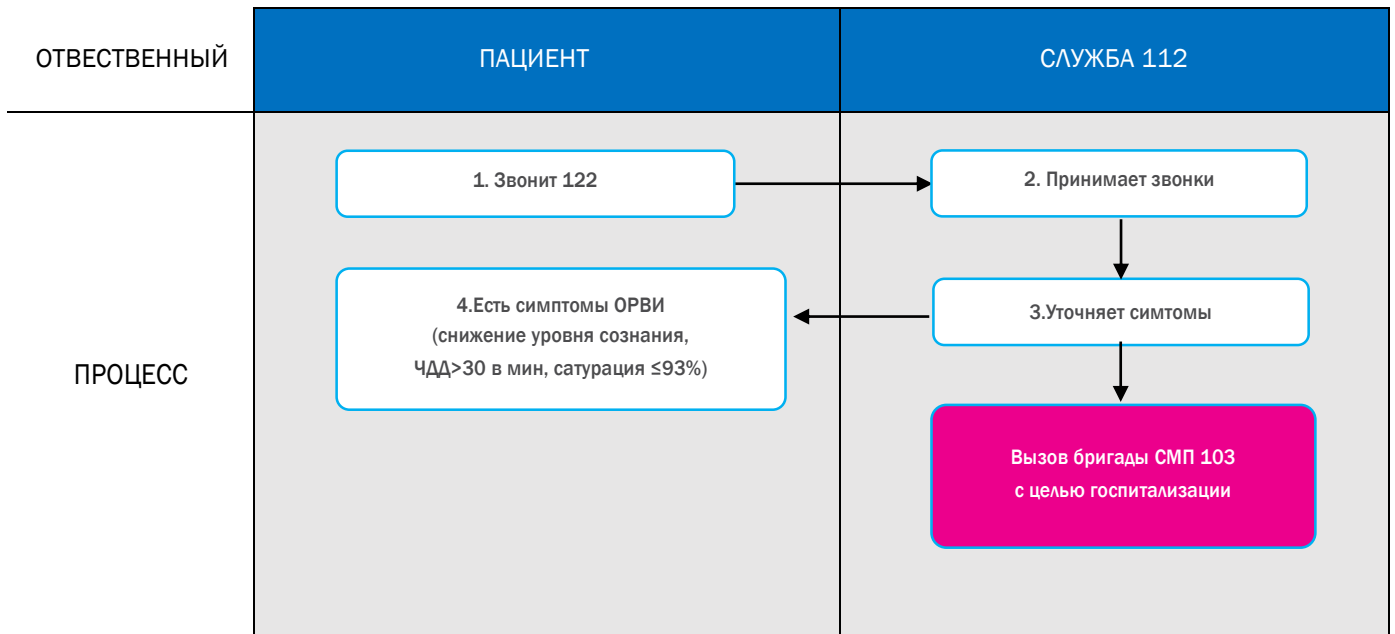 ОТВЕСТВЕННЫЙ
ПАЦИЕНТ
СЛУЖБА 112
ПРОЦЕСС
1. Звонит 122
2. Принимает звонки
3.Уточняет симтомы
4.Есть симптомы ОРВИ
(снижение уровня сознания,
ЧДД>30 в мин, сатурация ≤93%)
Вызов бригады СМП 103
с целью госпитализации